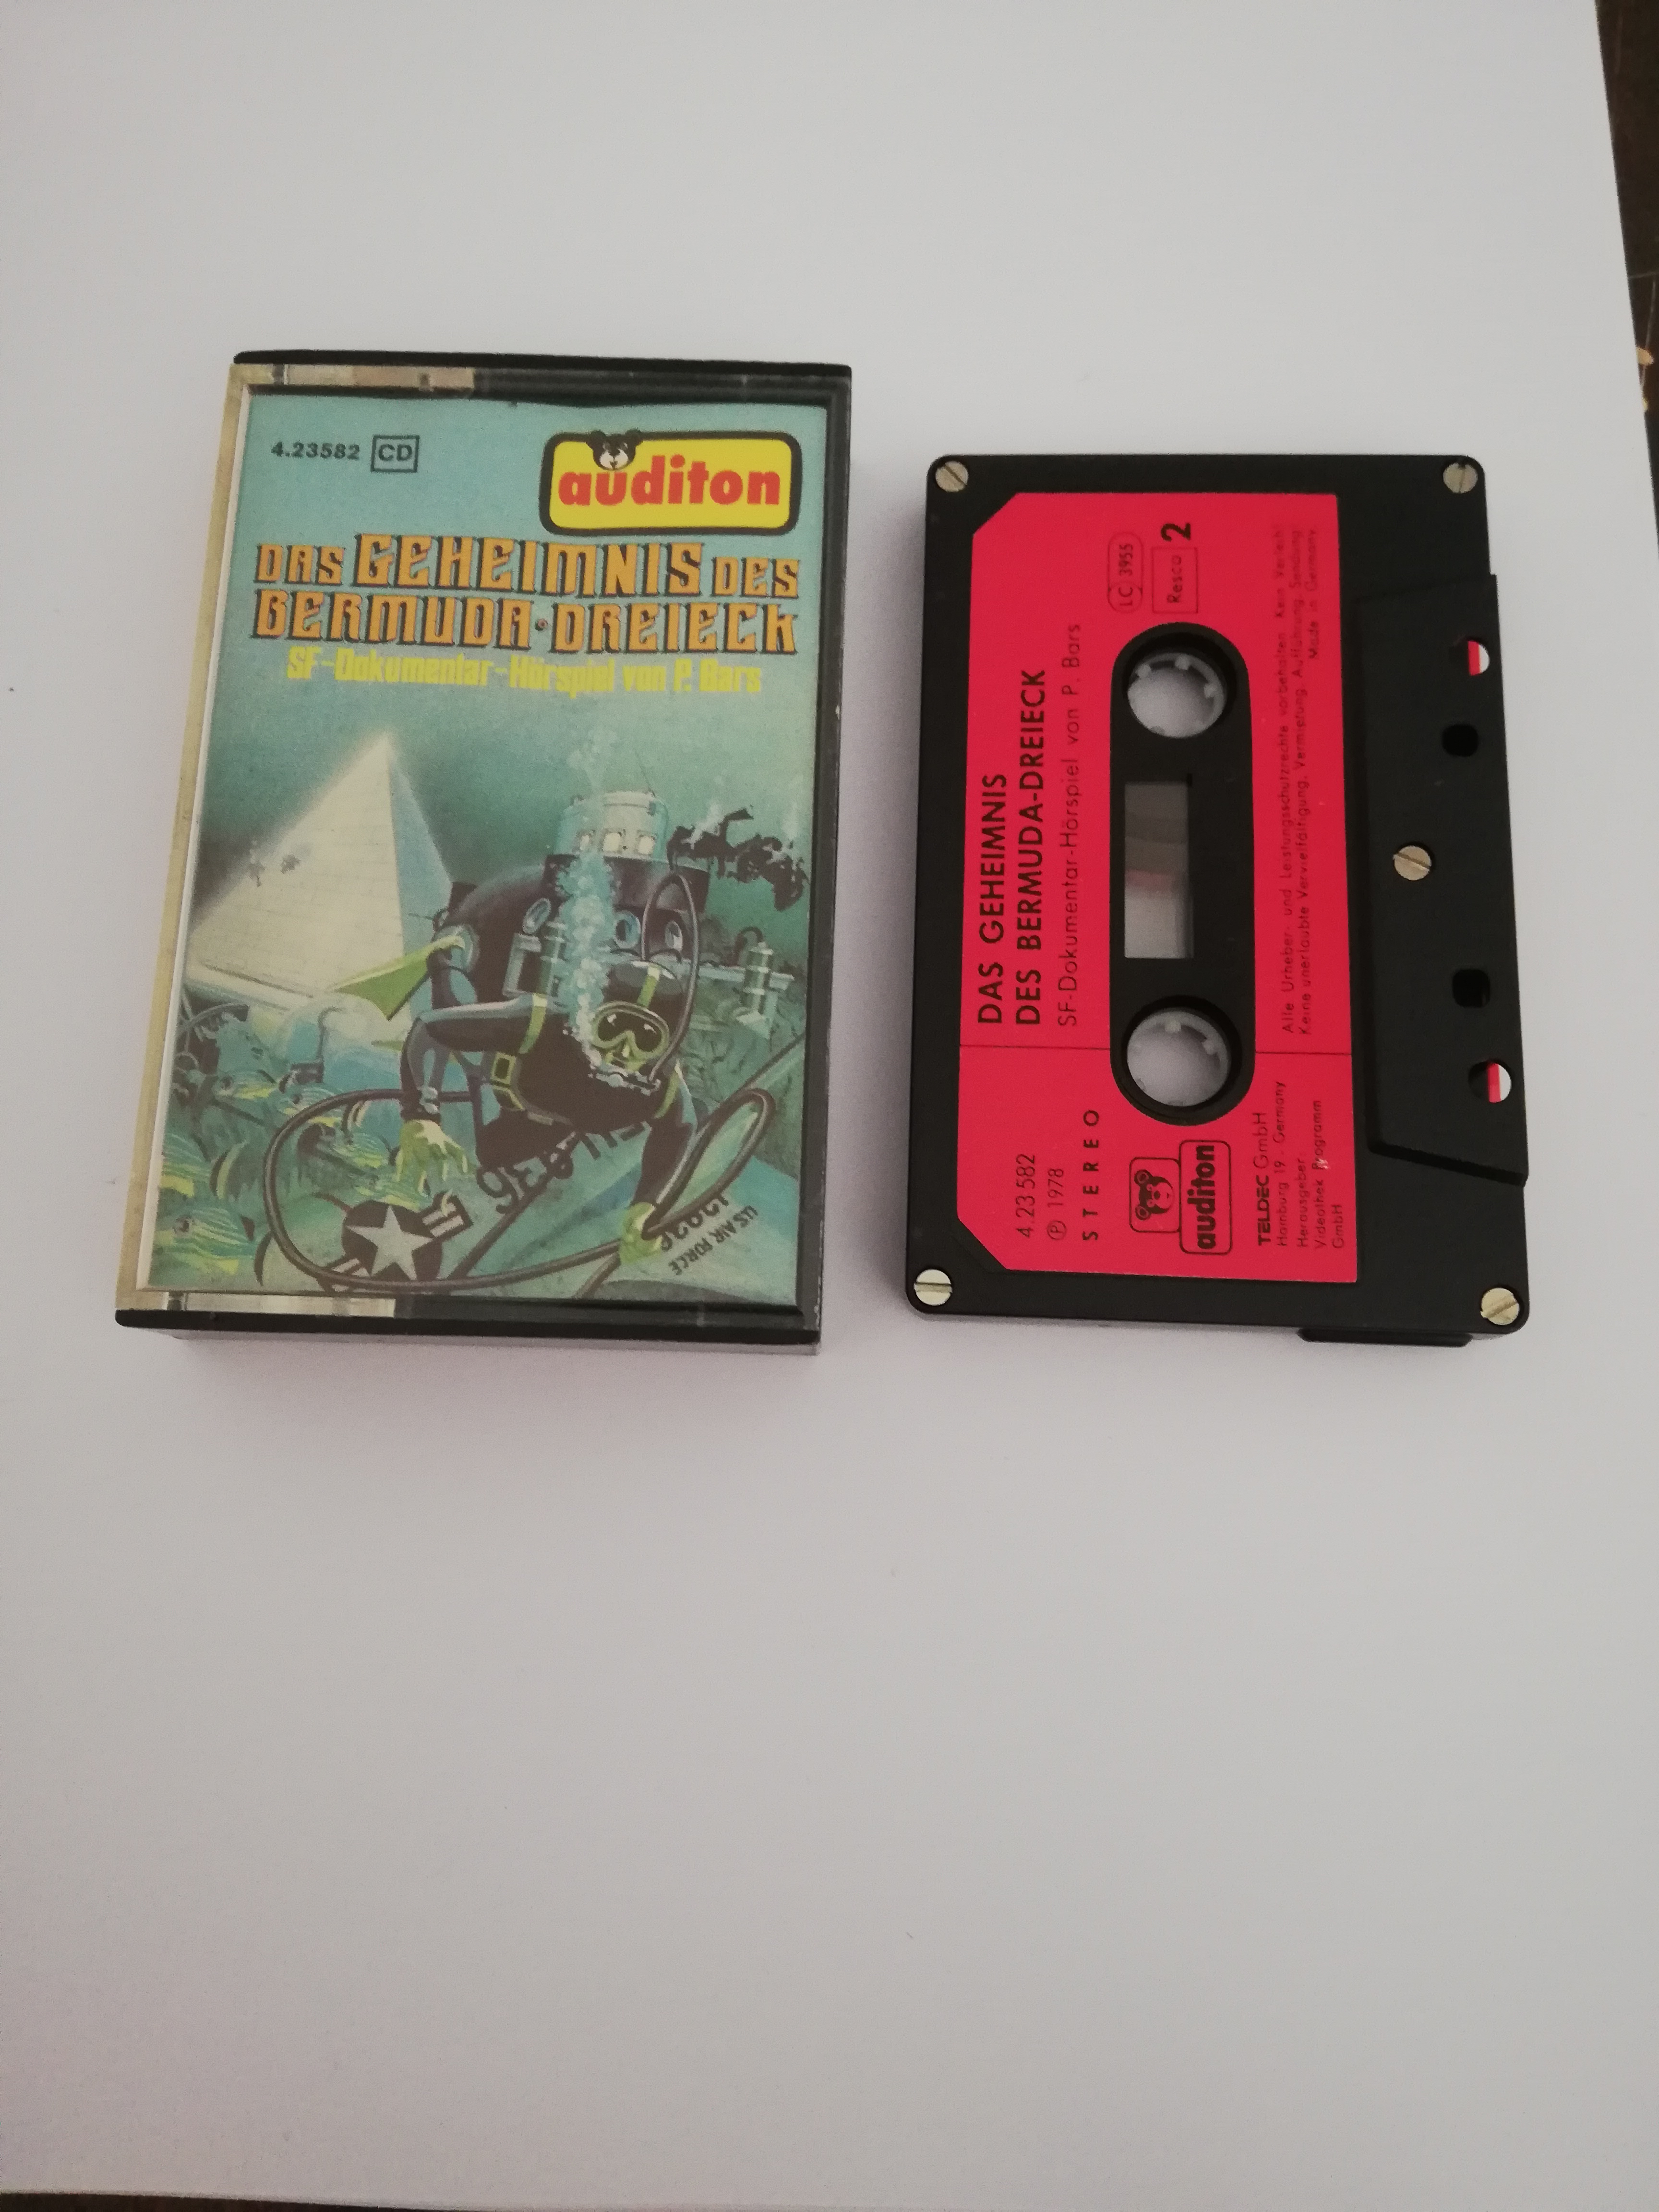 4.23582 CD
auditon
DAS GEHEIMNIS DES
BERMUDA·DREIECK
SF-Dokumentar-Hörspiel von P. Bars
U.S. AIR FORCE
DAS GEHEIMNIS
DES BERMUDA-DREIECK
SF-Dokumentar-Hörspiel von P. Bars
LC 3955
Resco
2
4.23 582
℗ 1978
STEREO
auditon
TELDEC GmbH
Hamburg 19 · Germany
Herausgeber:
Videothek Programm
GmbH
Alle Urheber- und Leistungsschutzrechte vorbehalten. Kein Verleih!
Keine unerlaubte Vervielfältigung, Vermietung, Aufführung, Sendung
Made in Germany